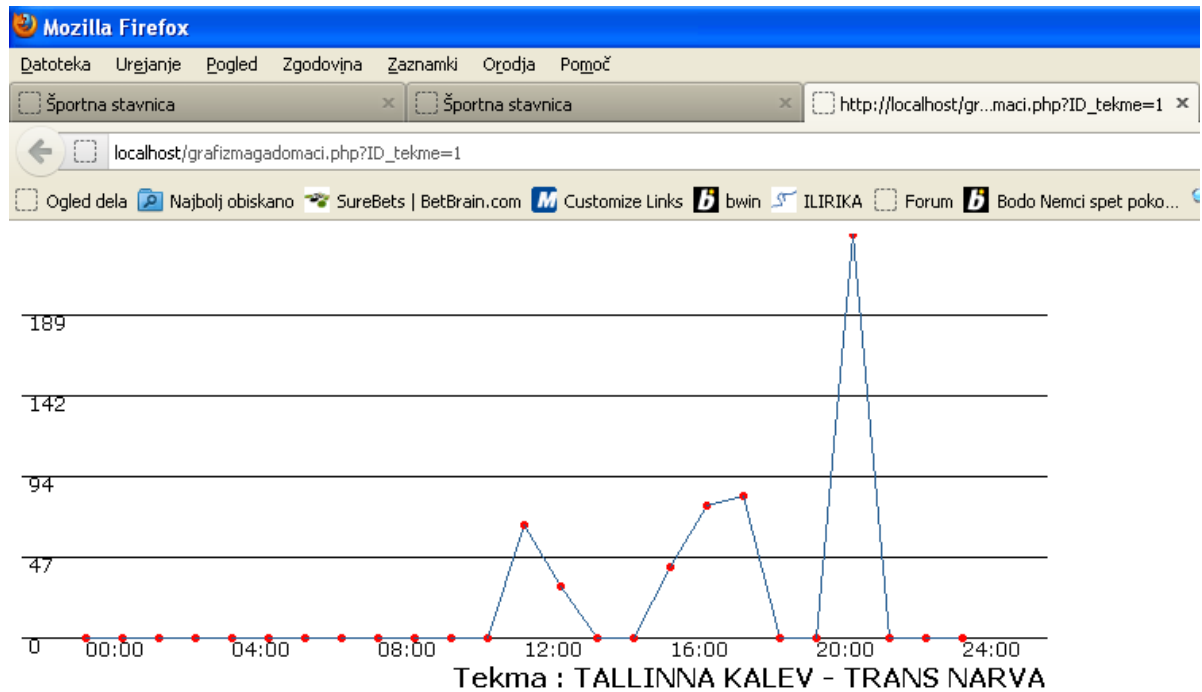 Mozilla Firefox
Datoteka Urejanje Pogled Zgodovina Zaznamki Orodja Pomoč
Športna stavnica × Športna stavnica × http://localhost/gr...maci.php?ID_tekme=1 ×
localhost/grafizmagadomaci.php?ID_tekme=1
Ogled dela Najbolj obiskano SureBets | BetBrain.com M Customize Links b bwin ILIRIKA Forum b Bodo Nemci spet poko...
189
142
94
47
0 00:00 04:00 08:00 12:00 16:00 20:00 24:00
Tekma : TALLINNA KALEV - TRANS NARVA